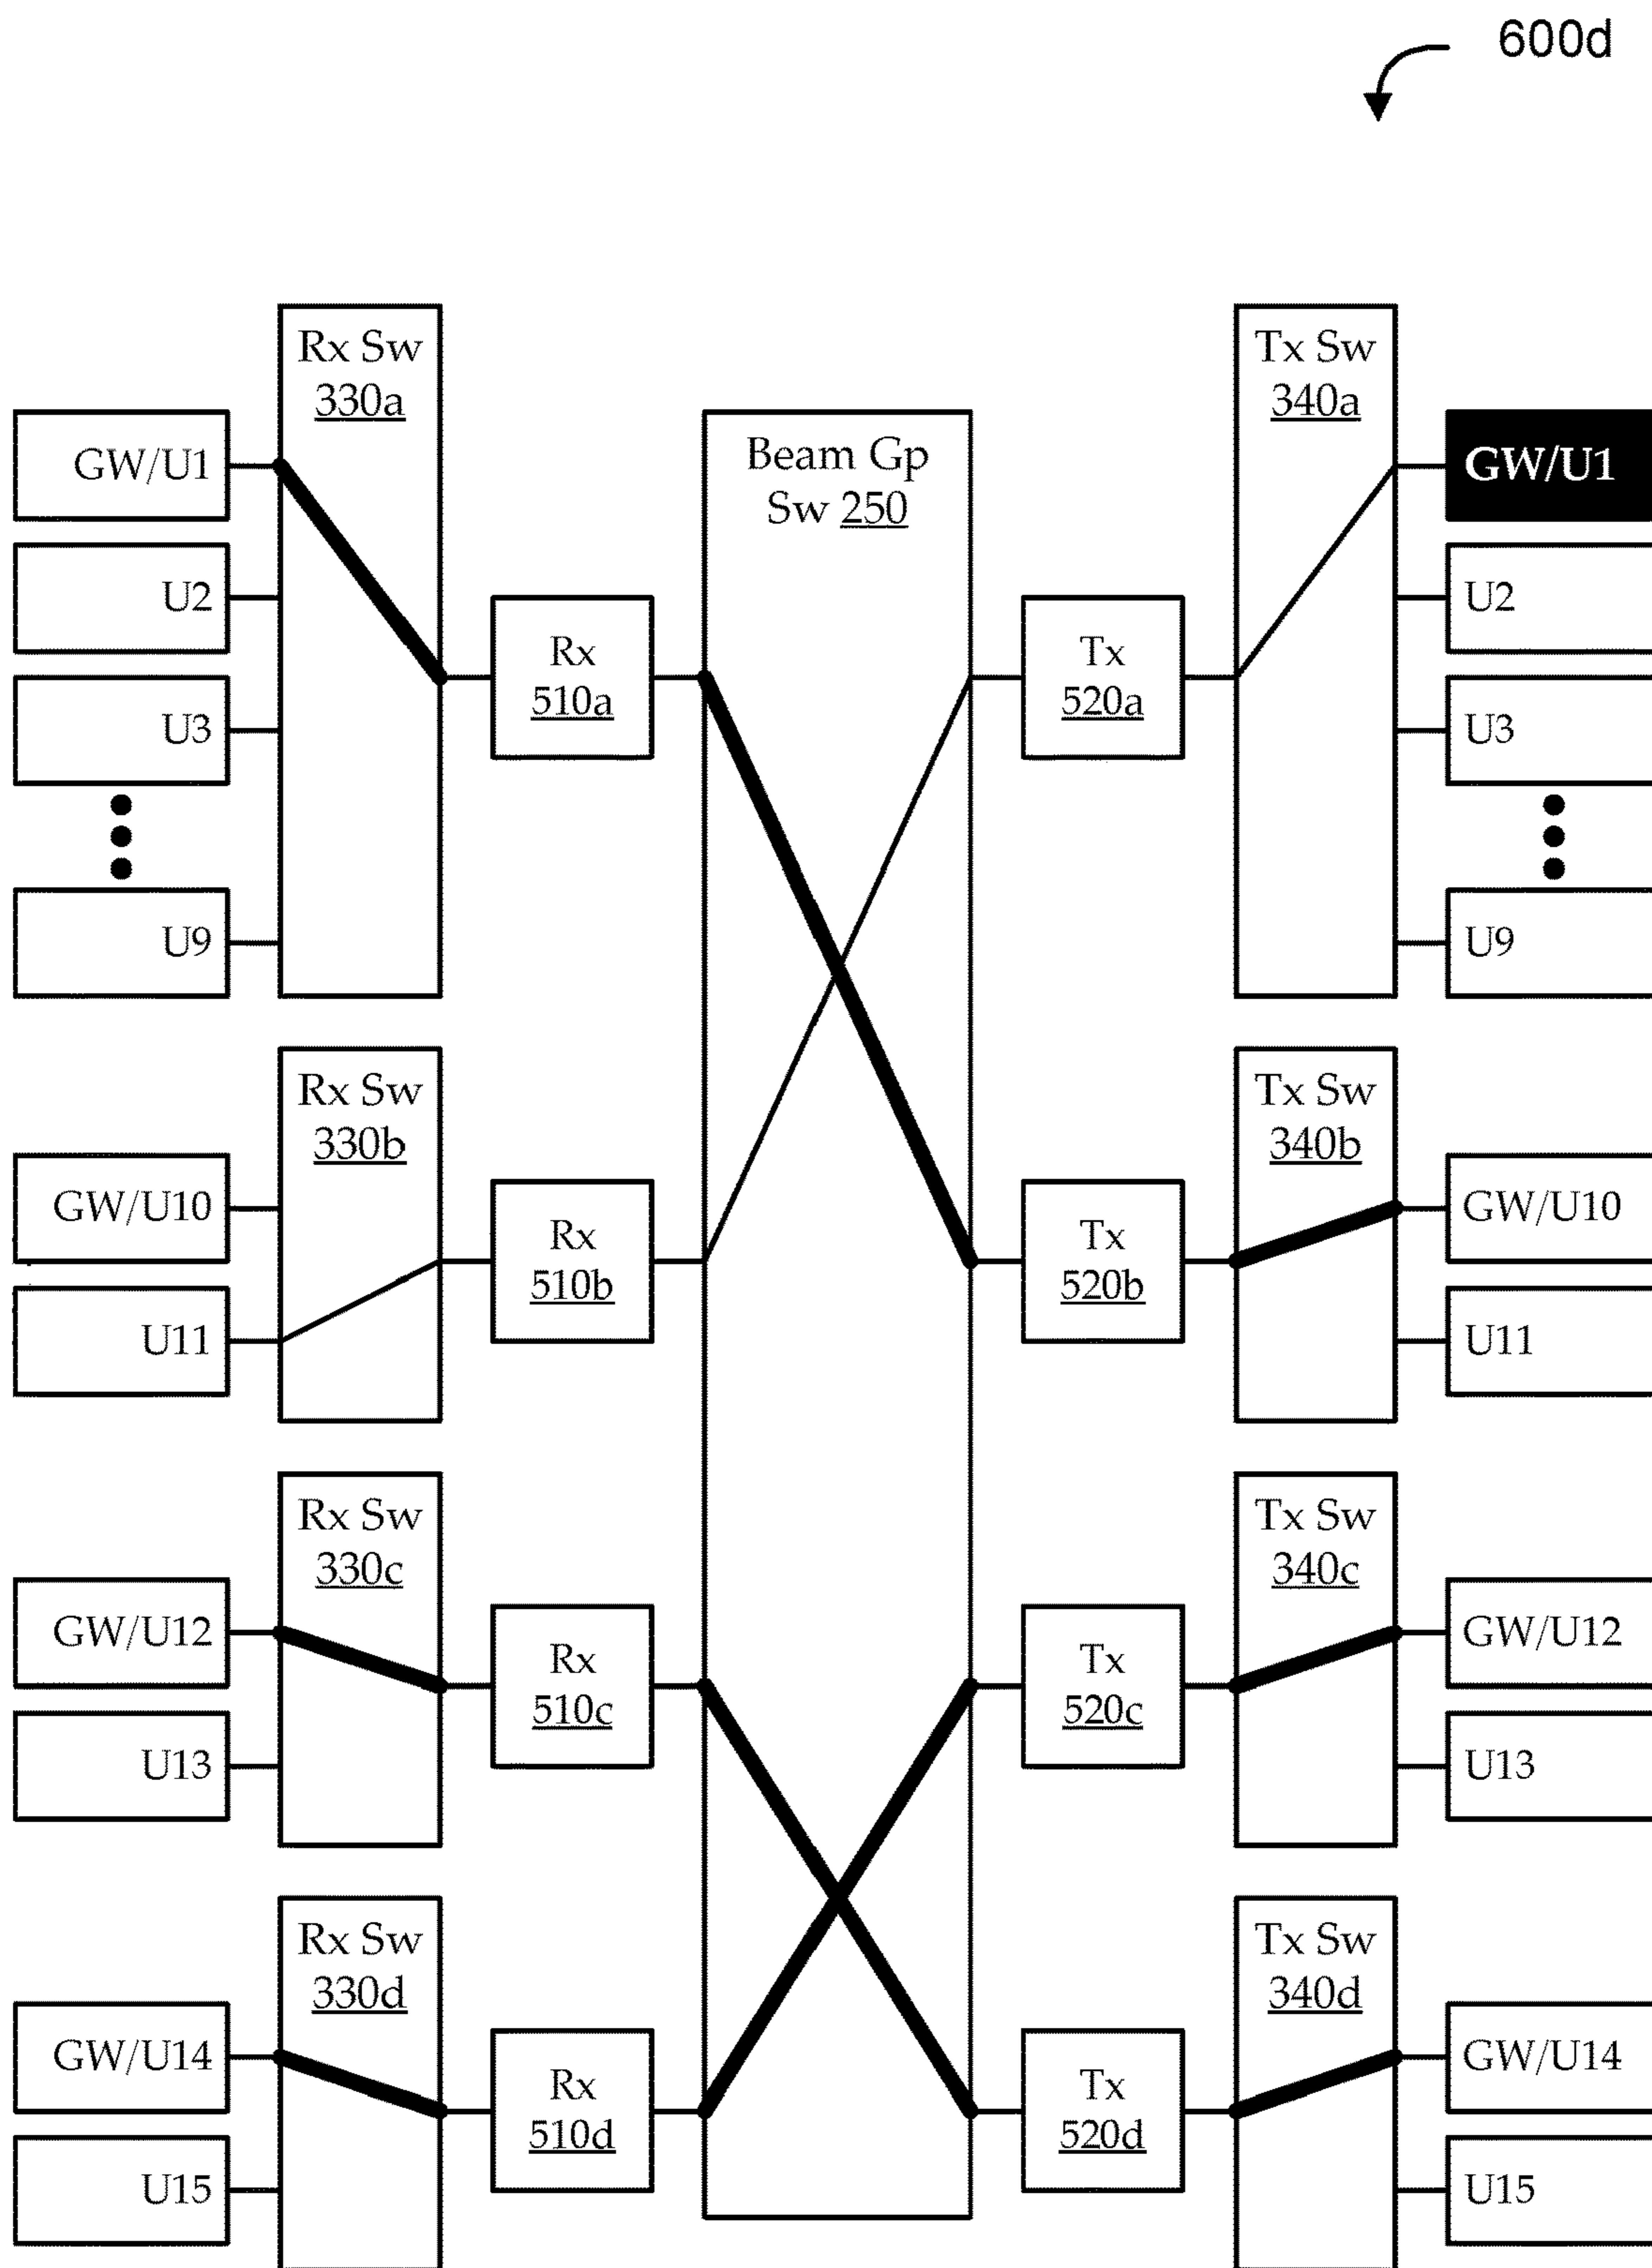 600d
Rx Sw
330a
GW/U1
U2
U3
U9
Rx
510a
Beam Gp
Sw 250
Tx
520a
Tx Sw
340a
GW/U1
U2
U3
U9
Rx Sw
330b
GW/U10
U11
Rx
510b
Tx
520b
Tx Sw
340b
GW/U10
U11
Rx Sw
330c
GW/U12
U13
Rx
510c
Tx
520c
Tx Sw
340c
GW/U12
U13
Rx Sw
330d
GW/U14
U15
Rx
510d
Tx
520d
Tx Sw
340d
GW/U14
U15